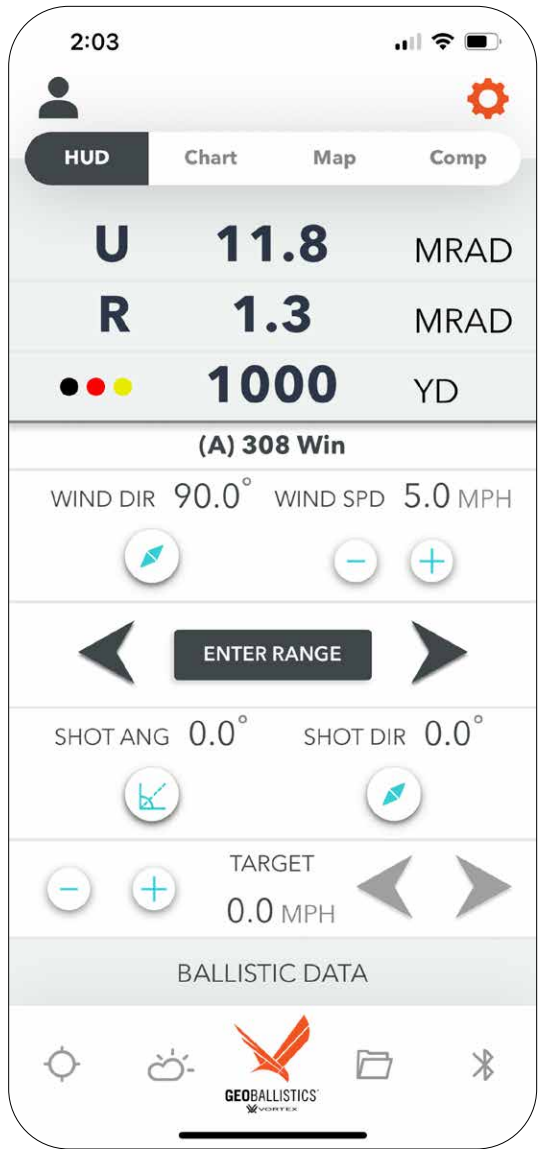 2:03
HUD Chart Map Comp
U 11.8 MRAD
R 1.3 MRAD
1000 YD
(A) 308 Win
WIND DIR 90.0° WIND SPD 5.0 MPH
ENTER RANGE
SHOT ANG 0.0° SHOT DIR 0.0°
TARGET
0.0 MPH
BALLISTIC DATA
GEOBALLISTICS
VORTEX